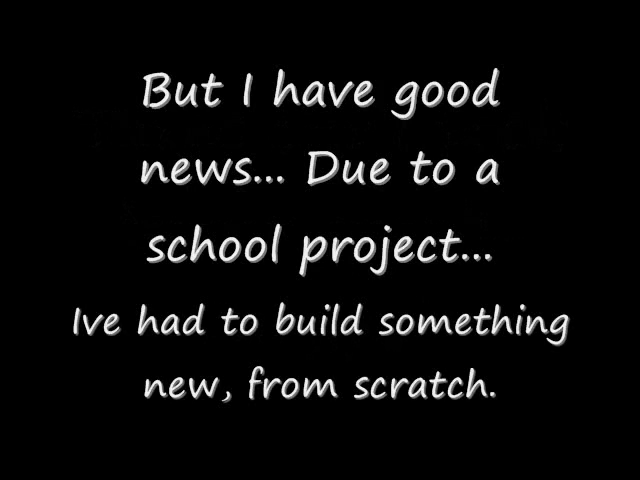 But I have good
news... Due to a
school project...
Ive had to build something
new, from scratch.